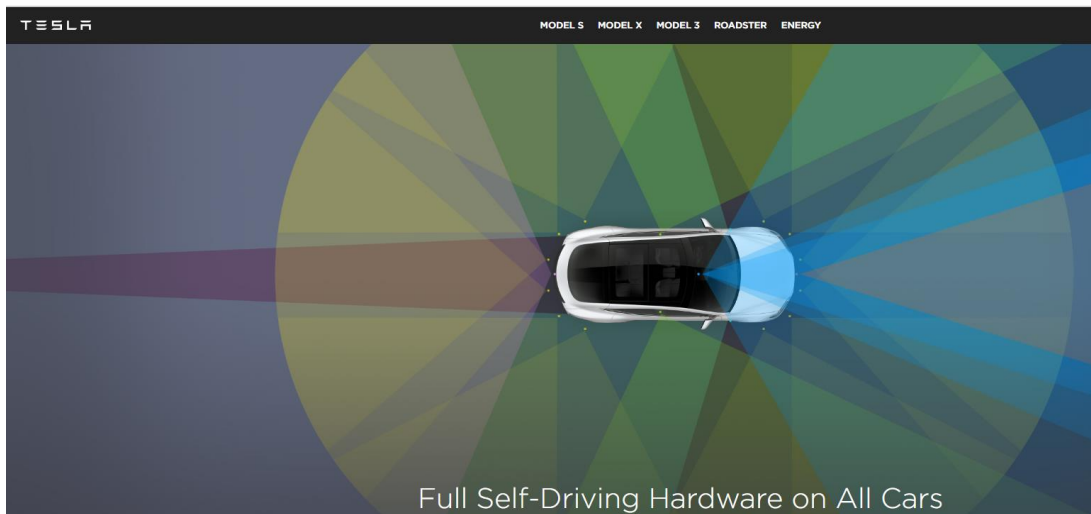 TESLA
MODEL S MODEL X MODEL 3 ROADSTER ENERGY
Full Self-Driving Hardware on All Cars